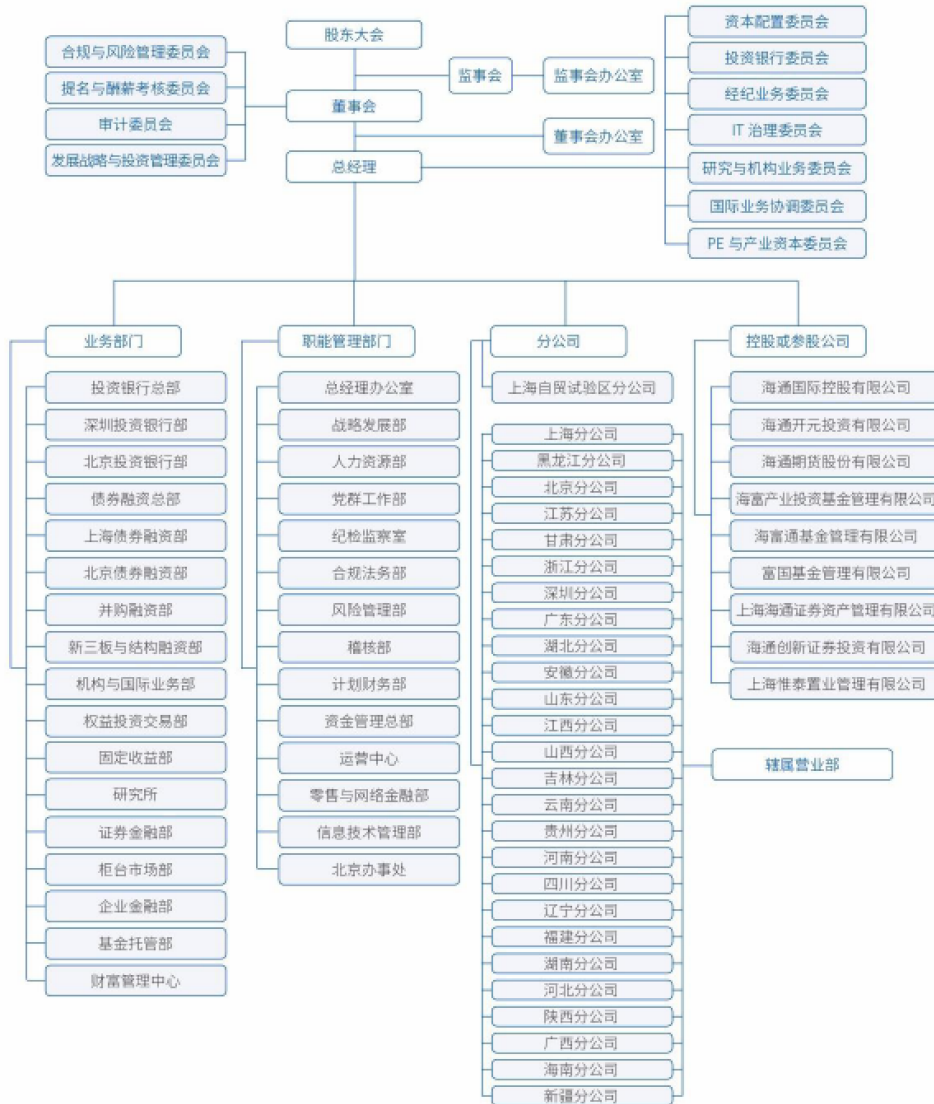 股东大会
监事会
监事会办公室
董事会
董事会办公室
总经理
合规与风险管理委员会
提名与酬薪考核委员会
审计委员会
发展战略与投资管理委员会
资本配置委员会
投资银行委员会
经纪业务委员会
IT 治理委员会
研究与机构业务委员会
国际业务协调委员会
PE 与产业资本委员会
业务部门
投资银行总部
深圳投资银行部
北京投资银行部
债券融资总部
上海债券融资部
北京债券融资部
并购融资部
新三板与结构融资部
机构与国际业务部
权益投资交易部
固定收益部
研究所
证券金融部
柜台市场部
企业金融部
基金托管部
财富管理中心
职能管理部门
总经理办公室
战略发展部
人力资源部
党群工作部
纪检监察室
合规法务部
风险管理部
稽核部
计划财务部
资金管理总部
运营中心
零售与网络金融部
信息技术管理部
北京办事处
分公司
上海自贸试验区分公司
上海分公司
黑龙江分公司
北京分公司
江苏分公司
甘肃分公司
浙江分公司
深圳分公司
广东分公司
湖北分公司
安徽分公司
山东分公司
江西分公司
山西分公司
吉林分公司
云南分公司
贵州分公司
河南分公司
四川分公司
辽宁分公司
福建分公司
湖南分公司
河北分公司
陕西分公司
广西分公司
海南分公司
新疆分公司
辖属营业部
控股或参股公司
海通国际控股有限公司
海通开元投资有限公司
海通期货股份有限公司
海富产业投资基金管理有限公司
海富通基金管理有限公司
富国基金管理有限公司
上海海通证券资产管理有限公司
海通创新证券投资有限公司
上海惟泰置业管理有限公司